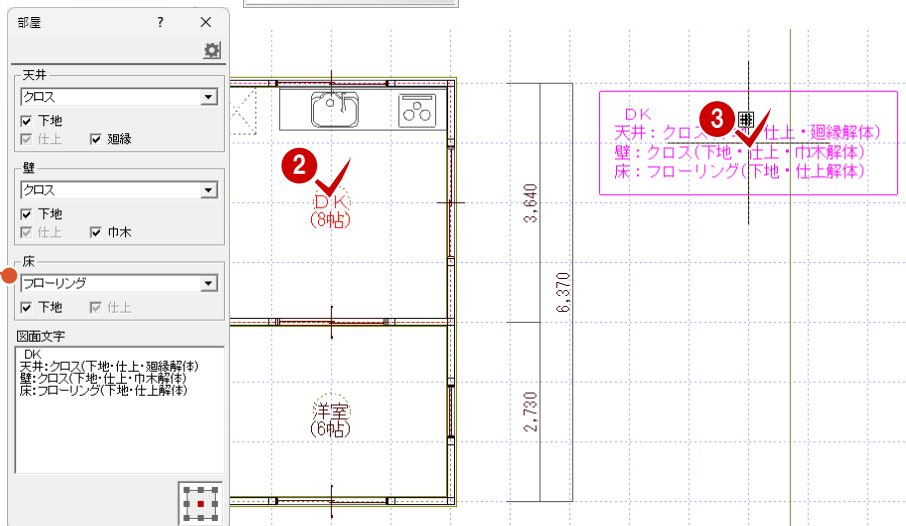 部屋 ? ×
天井
クロス
下地
仕上 廻縁
壁
クロス
下地
仕上 巾木
床
フローリング
下地 仕上
図面文字
DK
天井:クロス(下地・仕上・廻縁解体)
壁:クロス(下地・仕上・巾木解体)
床:フローリング(下地・仕上解体)
2
DK
(8帖)
洋室
(6帖)
3,640
6,370
2,730
3
DK
天井:クロス 仕上・廻縁解体)
壁:クロス(下地・仕上・巾木解体)
床:フローリング(下地・仕上解体)